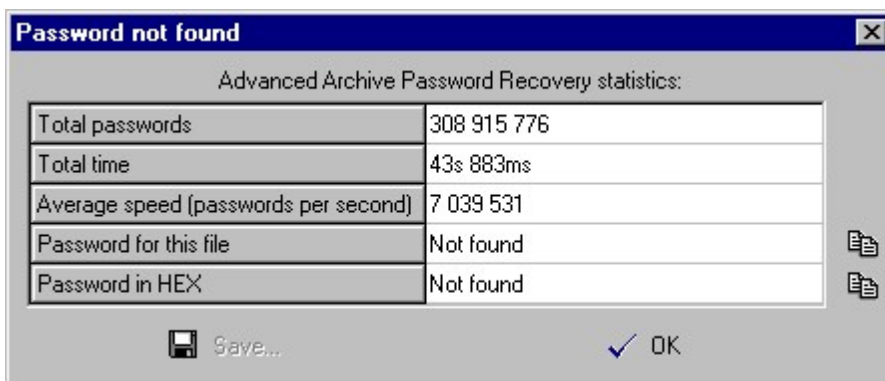 Password not found
Advanced Archive Password Recovery statistics:
Total passwords 308 915 776
Total time 43s 883ms
Average speed (passwords per second) 7 039 531
Password for this file Not found
Password in HEX Not found
Save... OK